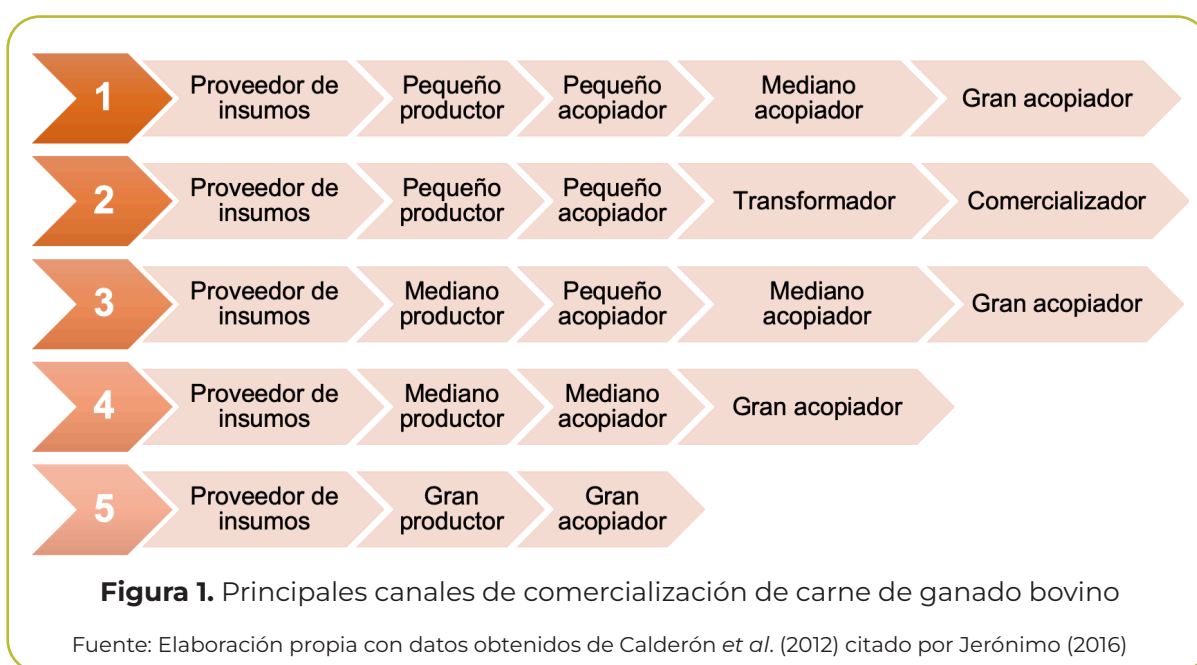 1
Proveedor de
insumos
Pequeño
productor
Pequeño
acopiador
Mediano
acopiador
Gran acopiador
2
Proveedor de
insumos
Pequeño
productor
Pequeño
acopiador
Transformador
Comercializador
3
Proveedor de
insumos
Mediano
productor
Pequeño
acopiador
Mediano
acopiador
Gran acopiador
4
Proveedor de
insumos
Mediano
productor
Mediano
acopiador
Gran acopiador
5
Proveedor de
insumos
Gran
productor
Gran
acopiador
Figura 1. Principales canales de comercialización de carne de ganado bovino
Fuente: Elaboración propia con datos obtenidos de Calderón et al. (2012) citado por Jerónimo (2016)